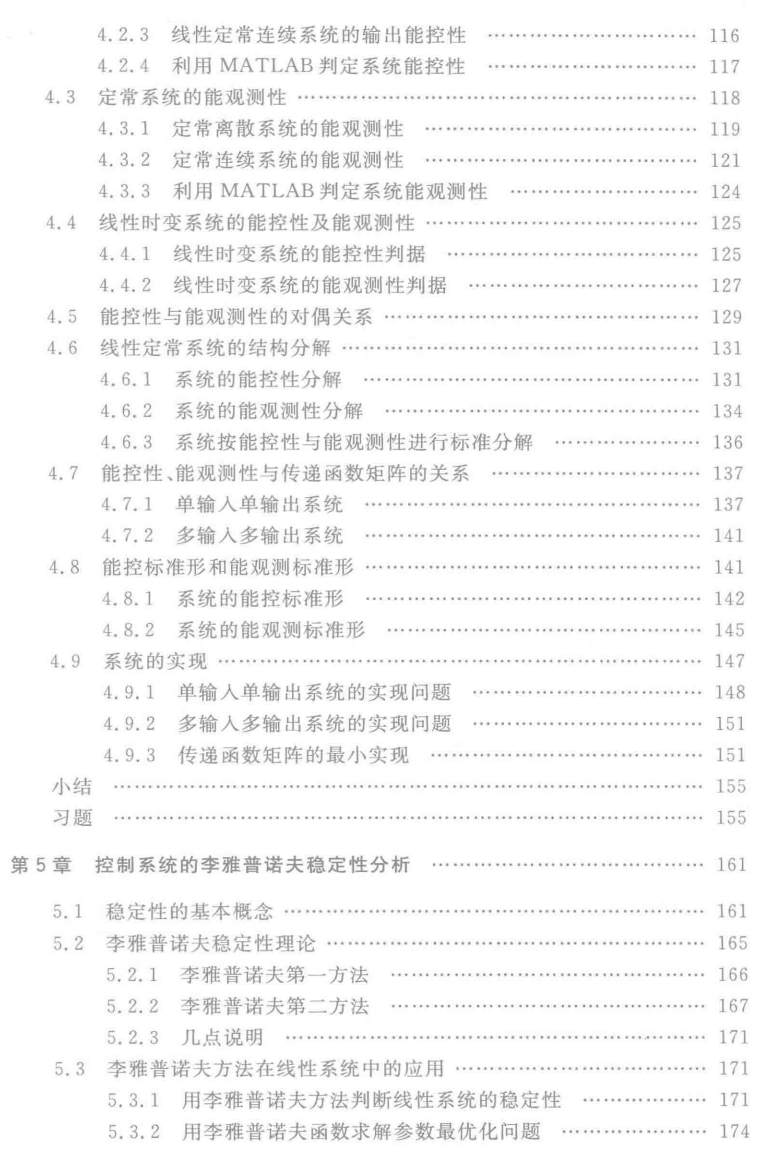 4.2.3 线性定常连续系统的输出能控性 …………………………… 116
4.2.4 利用 MATLAB 判定系统能控性 …………………………… 117
4.3 定常系统的能观测性 …………………………………………………… 118
4.3.1 定常离散系统的能观测性 ………………………………… 119
4.3.2 定常连续系统的能观测性 ………………………………… 121
4.3.3 利用 MATLAB 判定系统能观测性 ……………………… 124
4.4 线性时变系统的能控性及能观测性 ………………………………… 125
4.4.1 线性时变系统的能控性判据 ……………………………… 125
4.4.2 线性时变系统的能观测性判据 …………………………… 127
4.5 能控性与能观测性的对偶关系 ……………………………………… 129
4.6 线性定常系统的结构分解 …………………………………………… 131
4.6.1 系统的能控性分解 ………………………………………… 131
4.6.2 系统的能观测性分解 ……………………………………… 134
4.6.3 系统按能控性与能观测性进行标准分解 ………………… 136
4.7 能控性、能观测性与传递函数矩阵的关系 ………………………… 137
4.7.1 单输入单输出系统 ………………………………………… 137
4.7.2 多输入多输出系统 ………………………………………… 141
4.8 能控标准形和能观测标准形 ………………………………………… 141
4.8.1 系统的能控标准形 ………………………………………… 142
4.8.2 系统的能观测标准形 ……………………………………… 145
4.9 系统的实现 …………………………………………………………… 147
4.9.1 单输入单输出系统的实现问题 …………………………… 148
4.9.2 多输入多输出系统的实现问题 …………………………… 151
4.9.3 传递函数矩阵的最小实现 ………………………………… 151
小结 ………………………………………………………………………… 155
习题 ………………………………………………………………………… 155
第 5 章 控制系统的李雅普诺夫稳定性分析 ………………………………… 161
5.1 稳定性的基本概念 …………………………………………………… 161
5.2 李雅普诺夫稳定性理论 ……………………………………………… 165
5.2.1 李雅普诺夫第一方法 ……………………………………… 166
5.2.2 李雅普诺夫第二方法 ……………………………………… 167
5.2.3 几点说明 …………………………………………………… 171
5.3 李雅普诺夫方法在线性系统中的应用 ……………………………… 171
5.3.1 用李雅普诺夫方法判断线性系统的稳定性 ……………… 171
5.3.2 用李雅普诺夫函数求解参数最优化问题 ………………… 174